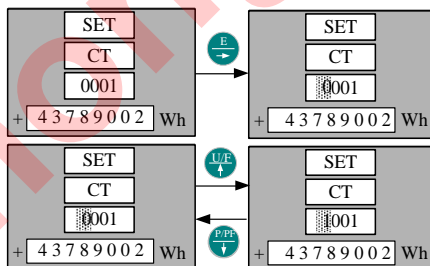 SET SET
CT E CT
0001 0001
+ 43789002 Wh + 43789002 Wh
SET U/F SET
CT CT
0001 P/PF 1001
+ 43789002 Wh + 43789002 Wh